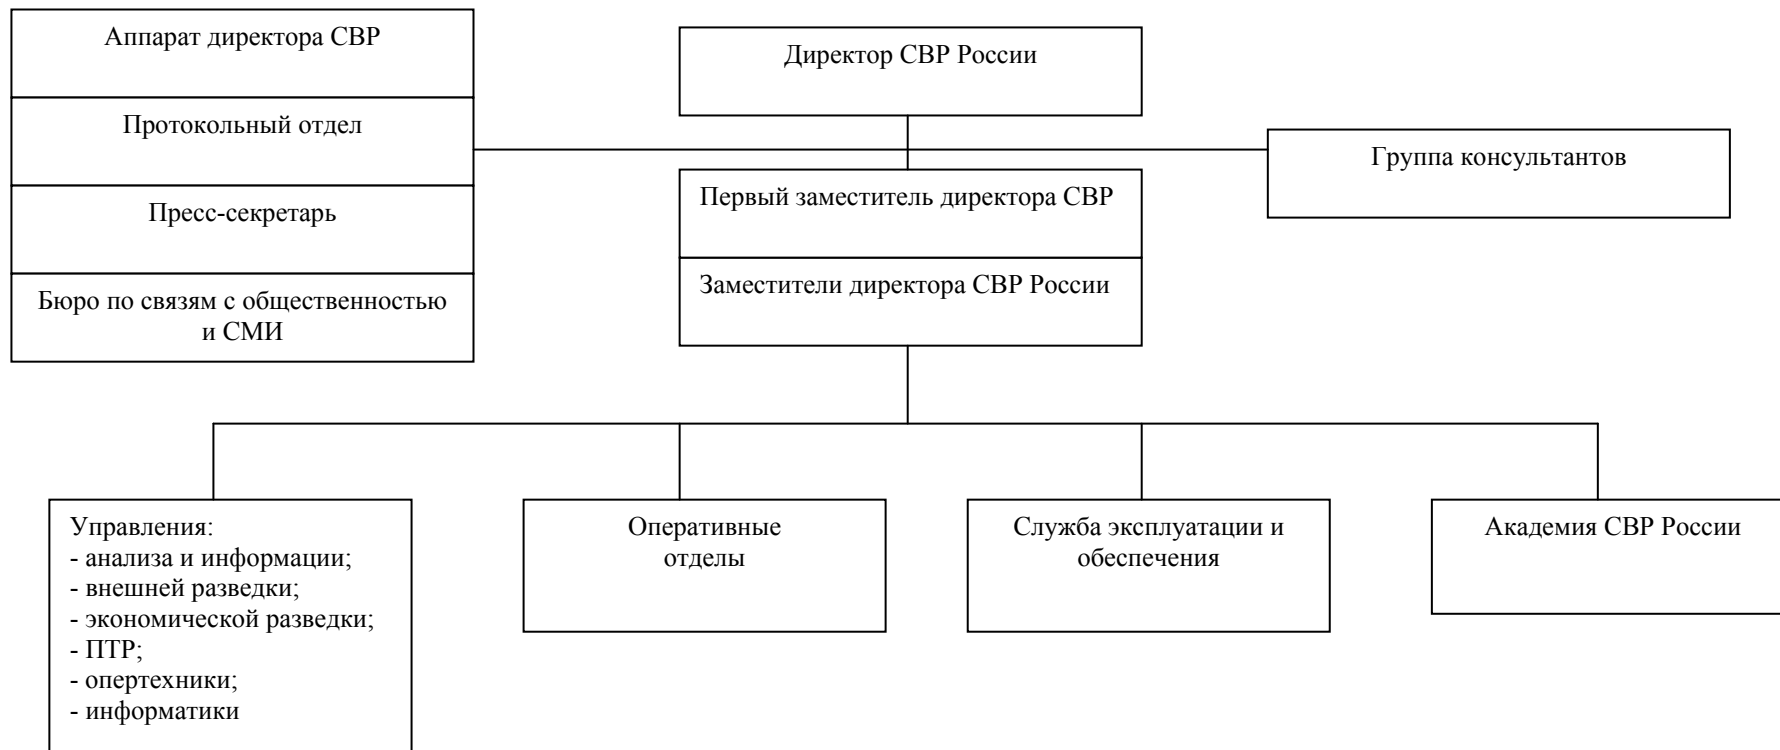 Аппарат директора СВР
Протокольный отдел
Пресс-секретарь
Бюро по связям с общественностью
и СМИ
Директор СВР России
Первый заместитель директора СВР
Заместители директора СВР России
Группа консультантов
Управления:
- анализа и информации;
- внешней разведки;
- экономической разведки;
- ПТР;
- опертехники;
- информатики
Оперативные
отделы
Служба эксплуатации и
обеспечения
Академия СВР России